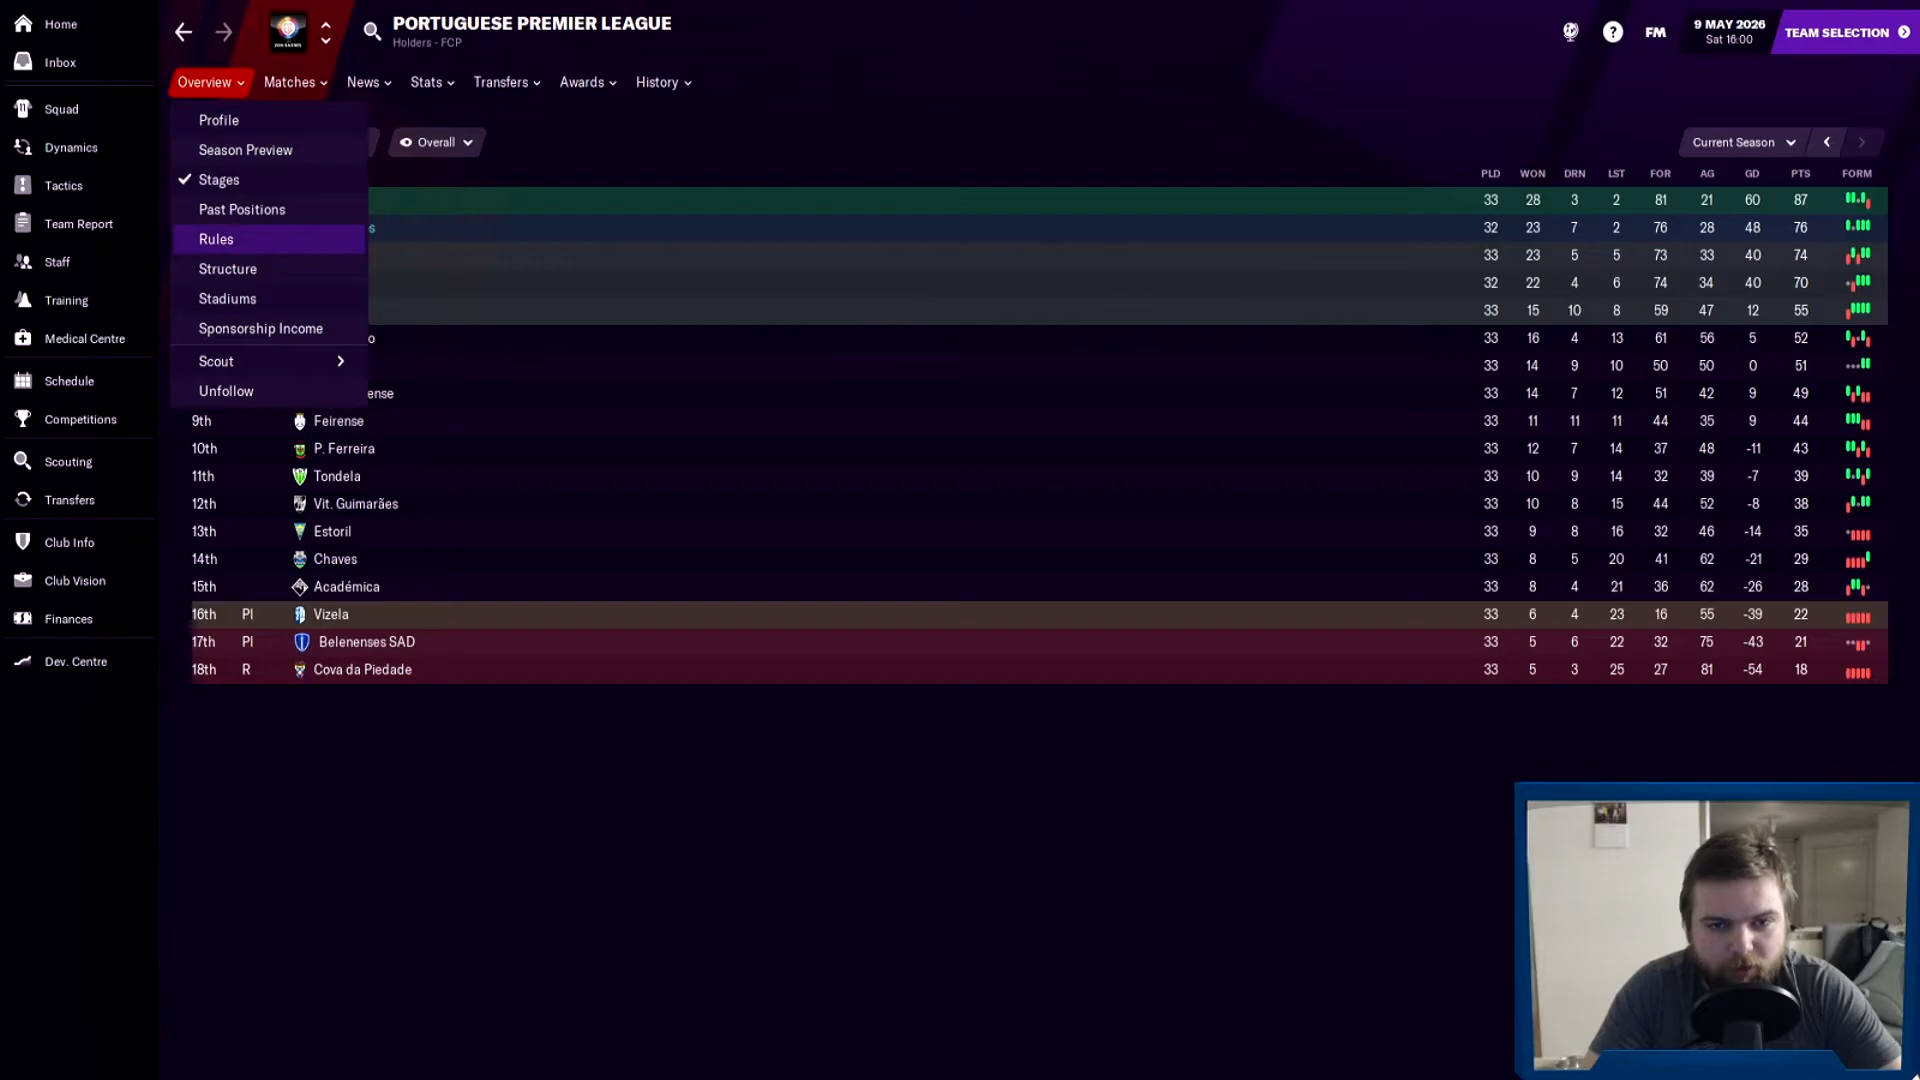 Home
Inbox
Squad
Dynamics
Tactics
Team Report
Staff
Training
Medical Centre
Schedule
Competitions
Scouting
Transfers
Club Info
Club Vision
Finances
Dev. Centre
PORTUGUESE PREMIER LEAGUE
Holders - FCP
FM
9 MAY 2026
Sat 16:00
TEAM SELECTION
Overview Matches News Stats Transfers Awards History
Profile
Season Preview
Stages
Past Positions
Rules
Structure
Stadiums
Sponsorship Income
Scout
Unfollow
Overall
Current Season
PLD WON DRN LST FOR AG GD PTS FORM
33 28 3 2 81 21 60 87
s 32 23 7 2 76 28 48 76
33 23 5 5 73 33 40 74
32 22 4 6 74 34 40 70
33 15 10 8 59 47 12 55
o 33 16 4 13 61 56 5 52
33 14 9 10 50 50 0 51
ense 33 14 7 12 51 42 9 49
9th Feirense 33 11 11 11 44 35 9 44
10th P. Ferreira 33 12 7 14 37 48 -11 43
11th Tondela 33 10 9 14 32 39 -7 39
12th Vit. Guimarães 33 10 8 15 44 52 -8 38
13th Estoril 33 9 8 16 32 46 -14 35
14th Chaves 33 8 5 20 41 62 -21 29
15th Académica 33 8 4 21 36 62 -26 28
16th Pl Vizela 33 6 4 23 16 55 -39 22
17th Pl Belenenses SAD 33 5 6 22 32 75 -43 21
18th R Cova da Piedade 33 5 3 25 27 81 -54 18